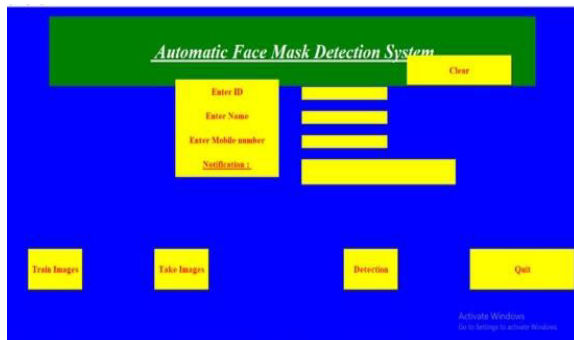 Automatic Face Mask Detection System
Clear
Enter ID
Enter Name
Enter Mobile number
Notification :
Train Images
Take Images
Detection
Quit
Activate Windows
Go to Settings to activate Windows.